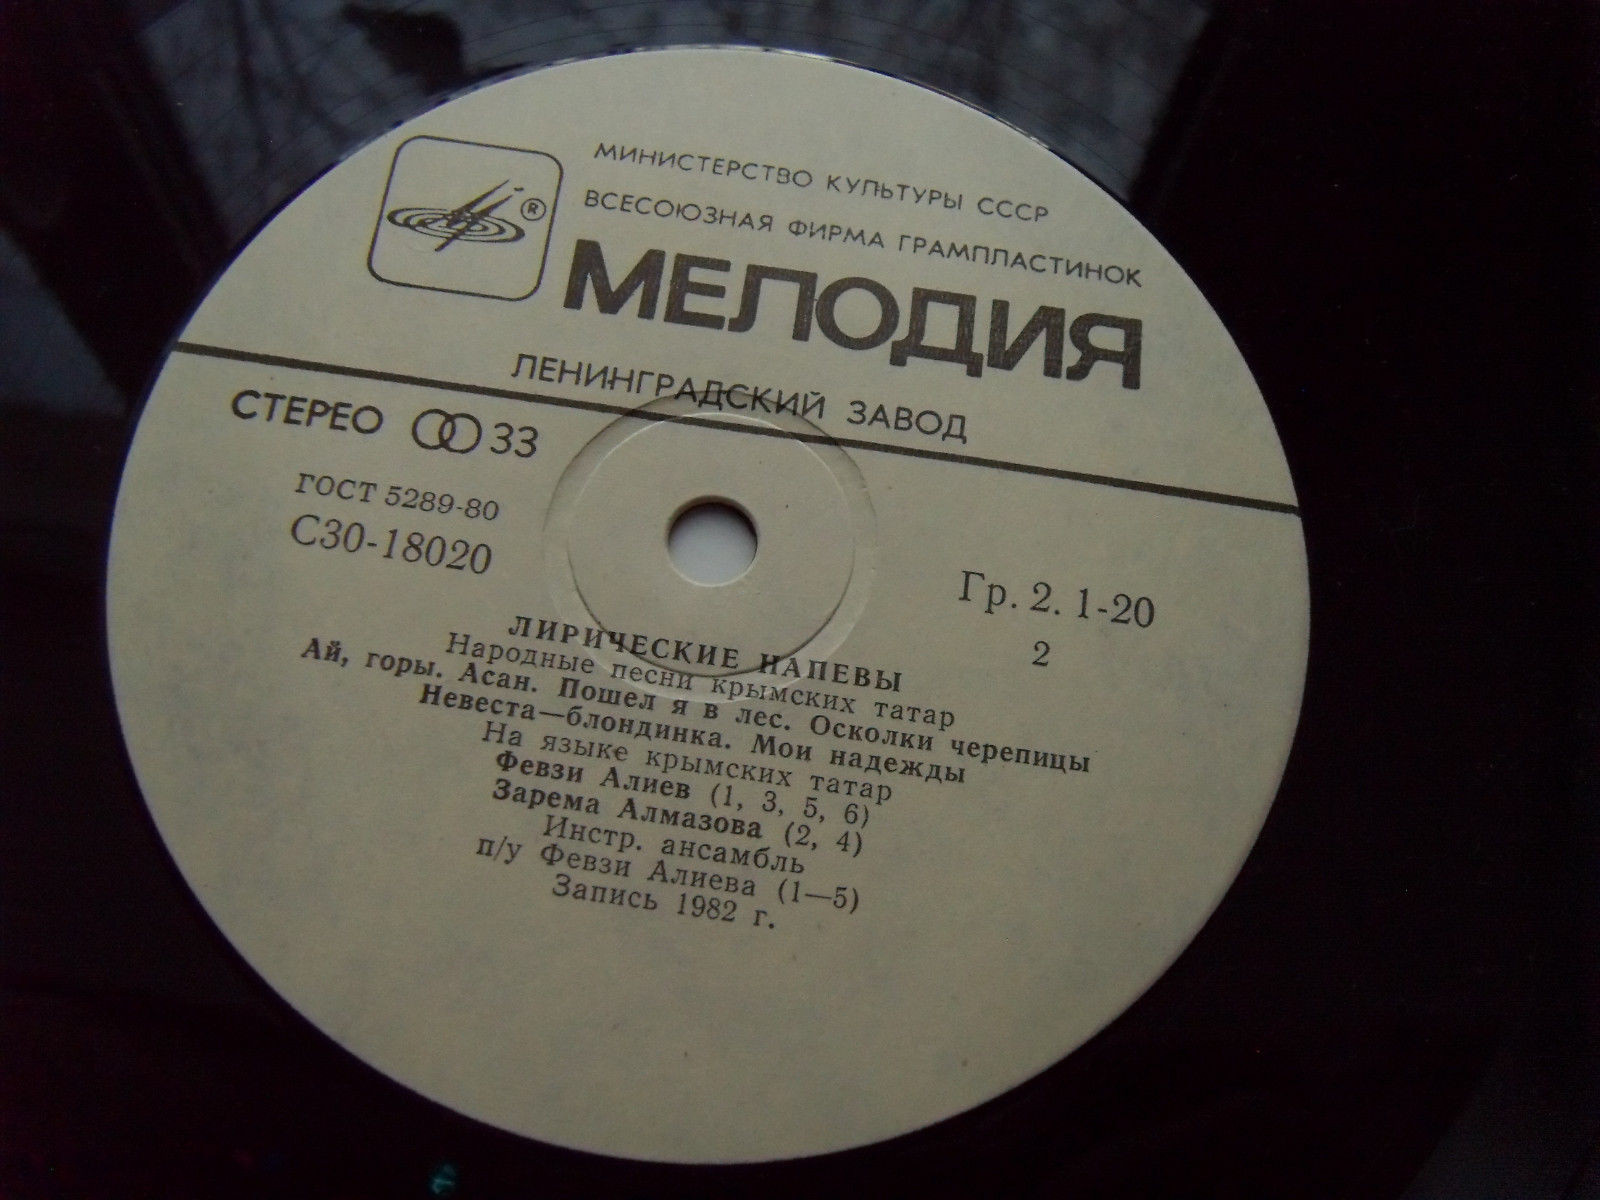 ®
МИНИСТЕРСТВО КУЛЬТУРЫ СССР
ВСЕСОЮЗНАЯ ФИРМА ГРАМПЛАСТИНОК
МЕЛОДИЯ
ЛЕНИНГРАДСКИЙ ЗАВОД
СТЕРЕО 33
ГОСТ 5289-80
С30-18020
Гр. 2. 1-20
2
ЛИРИЧЕСКИЕ НАПЕВЫ
Народные песни крымских татар
Ай, горы. Асан. Пошел я в лес. Осколки черепицы
Невеста—блондинка. Мои надежды
На языке крымских татар
Февзи Алиев (1, 3, 5, 6)
Зарема Алмазова (2, 4)
Инстр. ансамбль
п/у Февзи Алиева (1—5)
Запись 1982 г.